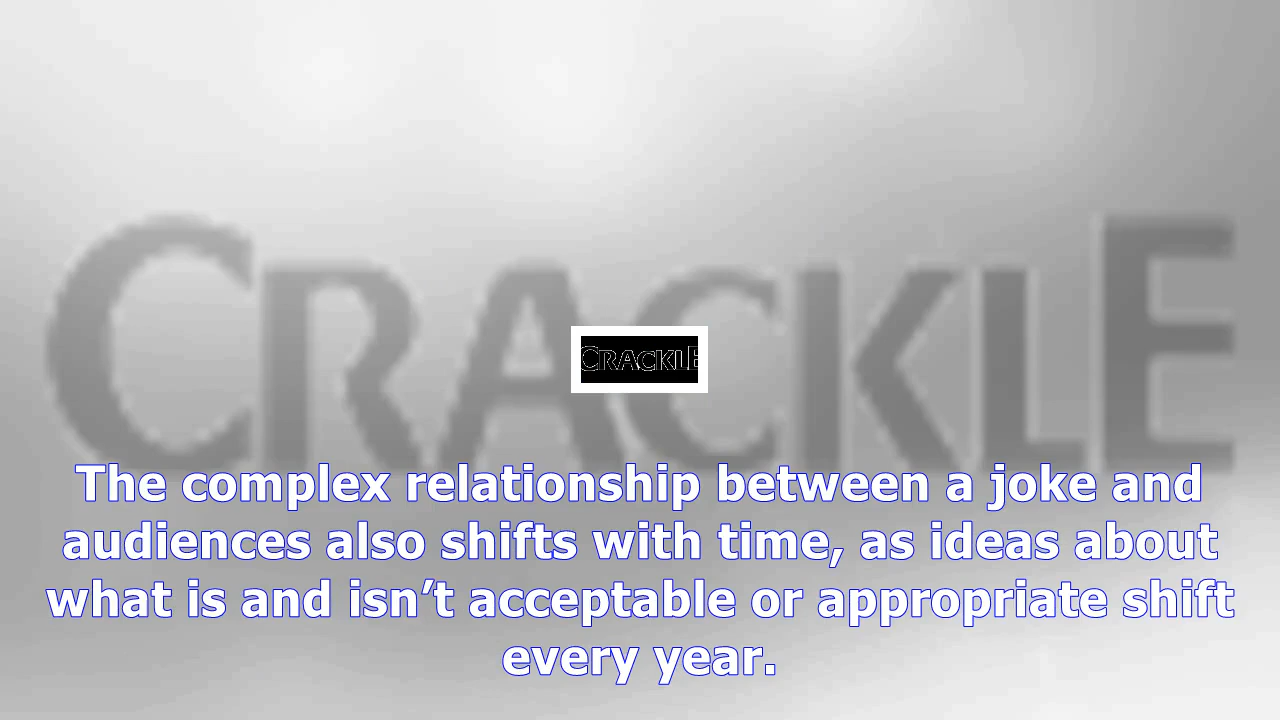 CRACKLE
CRACKLE
The complex relationship between a joke and
audiences also shifts with time, as ideas about
what is and isn’t acceptable or appropriate shift
every year.